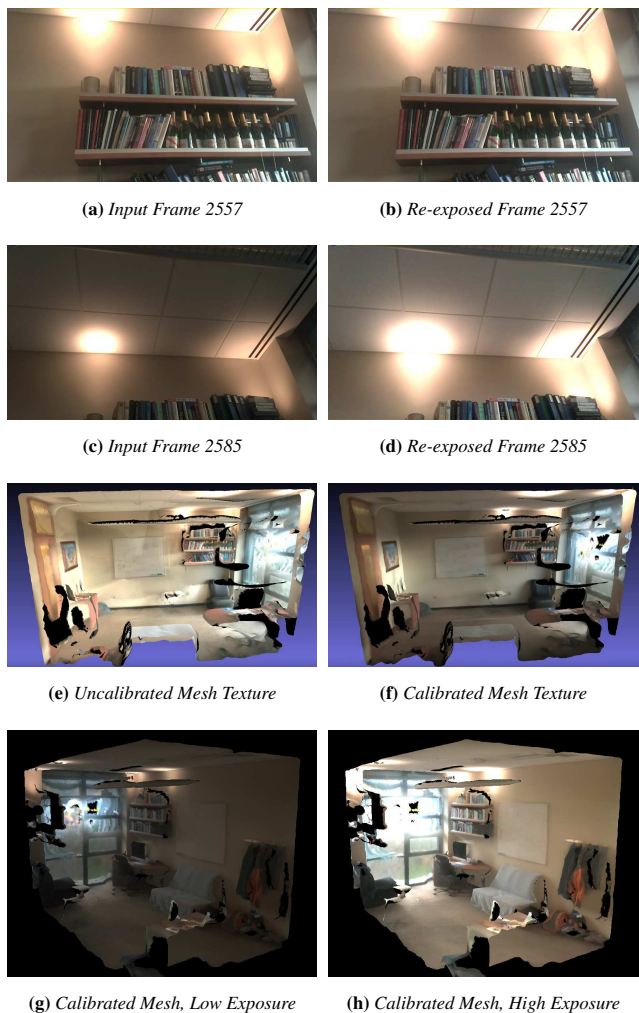 (a) Input Frame 2557
(b) Re-exposed Frame 2557
(c) Input Frame 2585
(d) Re-exposed Frame 2585
(e) Uncalibrated Mesh Texture
(f) Calibrated Mesh Texture
(g) Calibrated Mesh, Low Exposure
(h) Calibrated Mesh, High Exposure